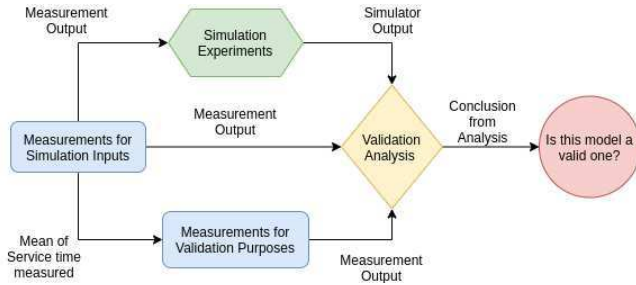 Measurement
Output
Simulation
Experiments
Simulator
Output
Measurements for
Simulation Inputs
Measurement
Output
Validation
Analysis
Conclusion
from
Analysis
Is this model a
valid one?
Mean of
Service time
measured
Measurements for
Validation Purposes
Measurement
Output